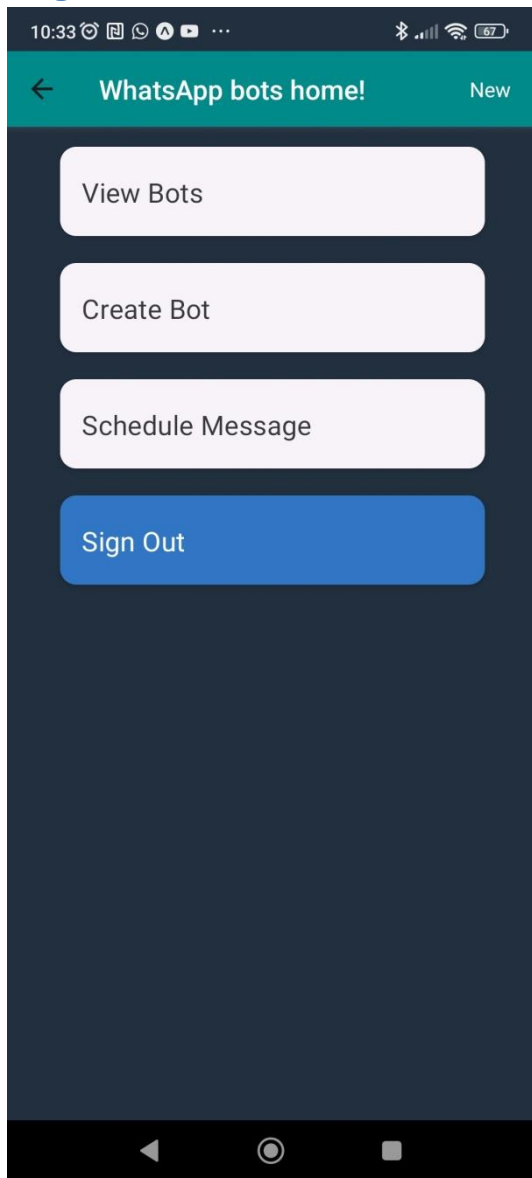 10:33
67
WhatsApp bots home!
New
View Bots
Create Bot
Schedule Message
Sign Out